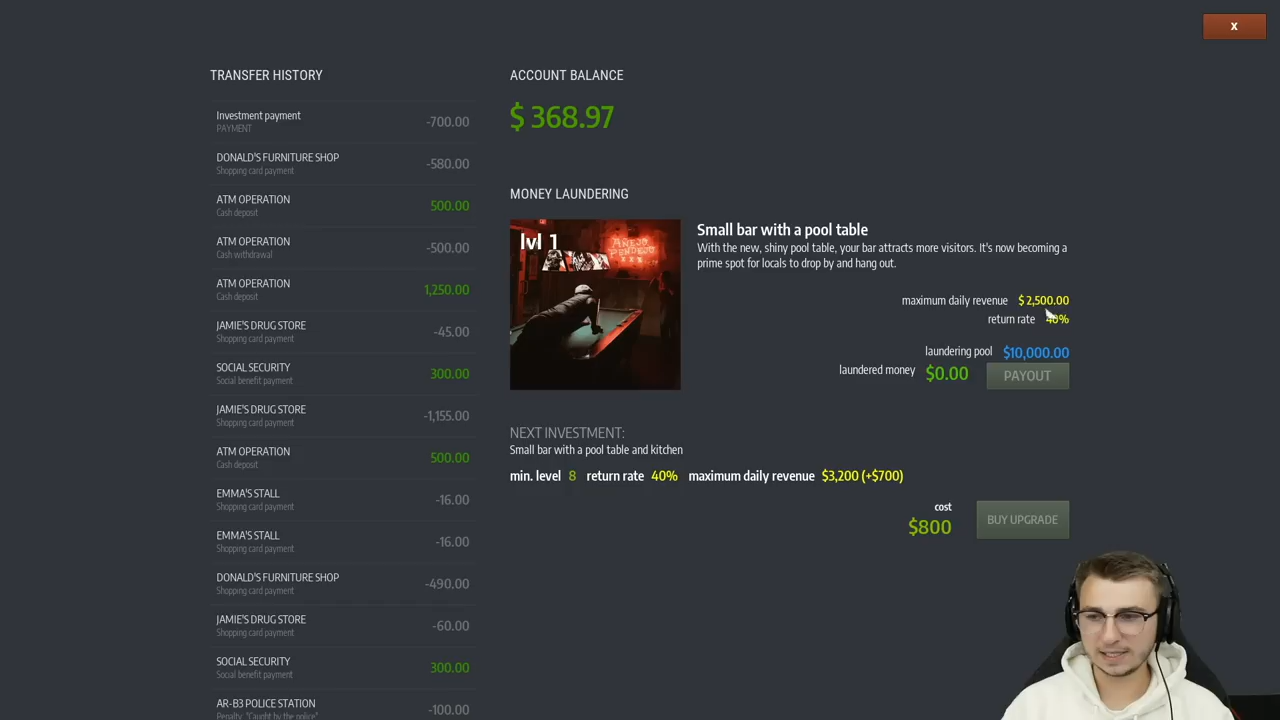 X
TRANSFER HISTORY
Investment payment
PAYMENT
-700.00
DONALD'S FURNITURE SHOP
Shopping card payment
-580.00
ATM OPERATION
Cash deposit
500.00
ATM OPERATION
Cash withdrawal
-500.00
ATM OPERATION
Cash deposit
1,250.00
JAMIE'S DRUG STORE
Shopping card payment
-45.00
SOCIAL SECURITY
Social benefit payment
300.00
JAMIE'S DRUG STORE
Shopping card payment
-1,155.00
ATM OPERATION
Cash deposit
500.00
EMMA'S STALL
Shopping card payment
-16.00
EMMA'S STALL
Shopping card payment
-16.00
DONALD'S FURNITURE SHOP
Shopping card payment
-490.00
JAMIE'S DRUG STORE
Shopping card payment
-60.00
SOCIAL SECURITY
Social benefit payment
300.00
AR-B3 POLICE STATION
Penalty: "Caught by the police"
-100.00
ACCOUNT BALANCE
$ 368.97
MONEY LAUNDERING
lvl 1
AÑEJO
PENDEJO
XXX
Small bar with a pool table
With the new, shiny pool table, your bar attracts more visitors. It's now becoming a
prime spot for locals to drop by and hang out.
maximum daily revenue $ 2,500.00
return rate 40%
laundering pool $10,000.00
laundered money $0.00 PAYOUT
NEXT INVESTMENT:
Small bar with a pool table and kitchen
min. level 8 return rate 40% maximum daily revenue $3,200 (+$700)
cost
$800
BUY UPGRADE